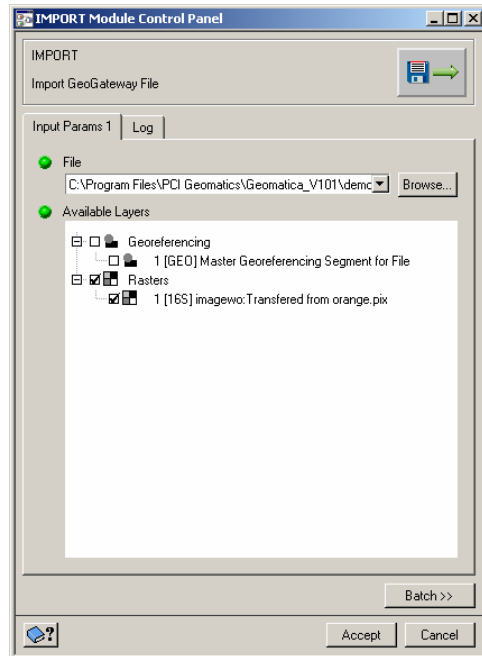 IMPORT Module Control Panel
IMPORT
Import GeoGateway File
Input Params 1 Log
File
C:\Program Files\PCI Geomatics\Geomatica_V101\demo Browse...
Available Layers
Georeferencing
1 [GEO] Master Georeferencing Segment for File
Rasters
1 [16S] imagewo:Transfered from orange.pix
Batch >>
? Accept Cancel